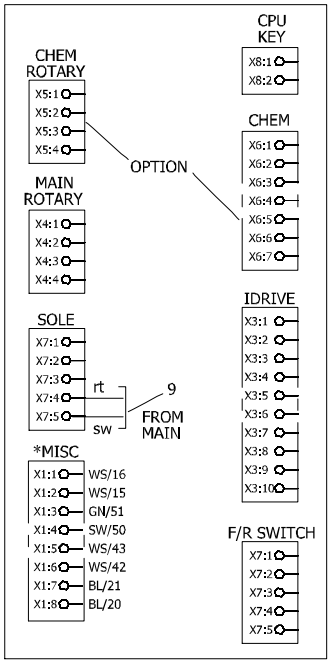 CHEM
ROTARY
X5:1
X5:2
X5:3
X5:4
OPTION
MAIN
ROTARY
X4:1
X4:2
X4:3
X4:4
SOLE
X7:1
X7:2
X7:3
X7:4 rt
X7:5 sw
9
FROM
MAIN
*MISC
X1:1 WS/16
X1:2 WS/15
X1:3 GN/51
X1:4 SW/50
X1:5 WS/43
X1:6 WS/42
X1:7 BL/21
X1:8 BL/20
CPU
KEY
X8:1
X8:2
CHEM
X6:1
X6:2
X6:3
X6:4
X6:5
X6:6
X6:7
IDRIVE
X3:1
X3:2
X3:3
X3:4
X3:5
X3:6
X3:7
X3:8
X3:9
X3:10
F/R SWITCH
X7:1
X7:2
X7:3
X7:4
X7:5